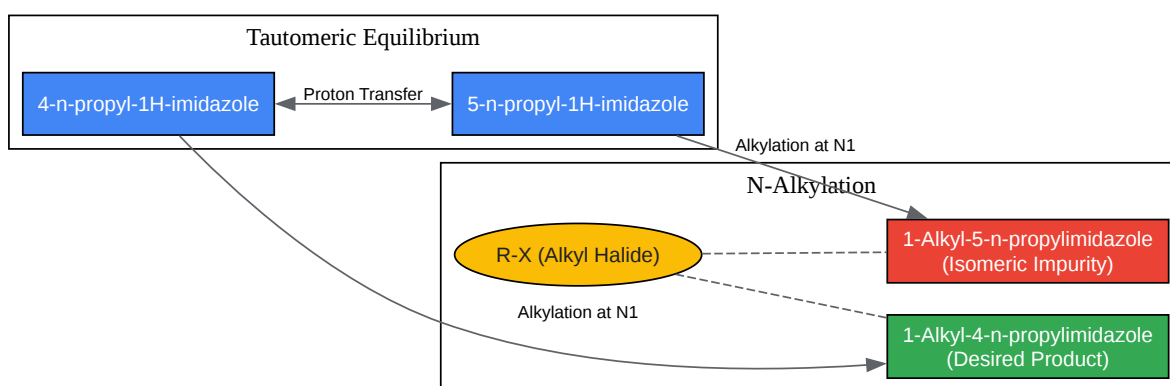 Tautomeric Equilibrium
4-n-propyl-1H-imidazole
Proton Transfer
5-n-propyl-1H-imidazole
Alkylation at N1
N-Alkylation
R-X (Alkyl Halide)
1-Alkyl-5-n-propylimidazole
(Isomeric Impurity)
Alkylation at N1
1-Alkyl-4-n-propylimidazole
(Desired Product)